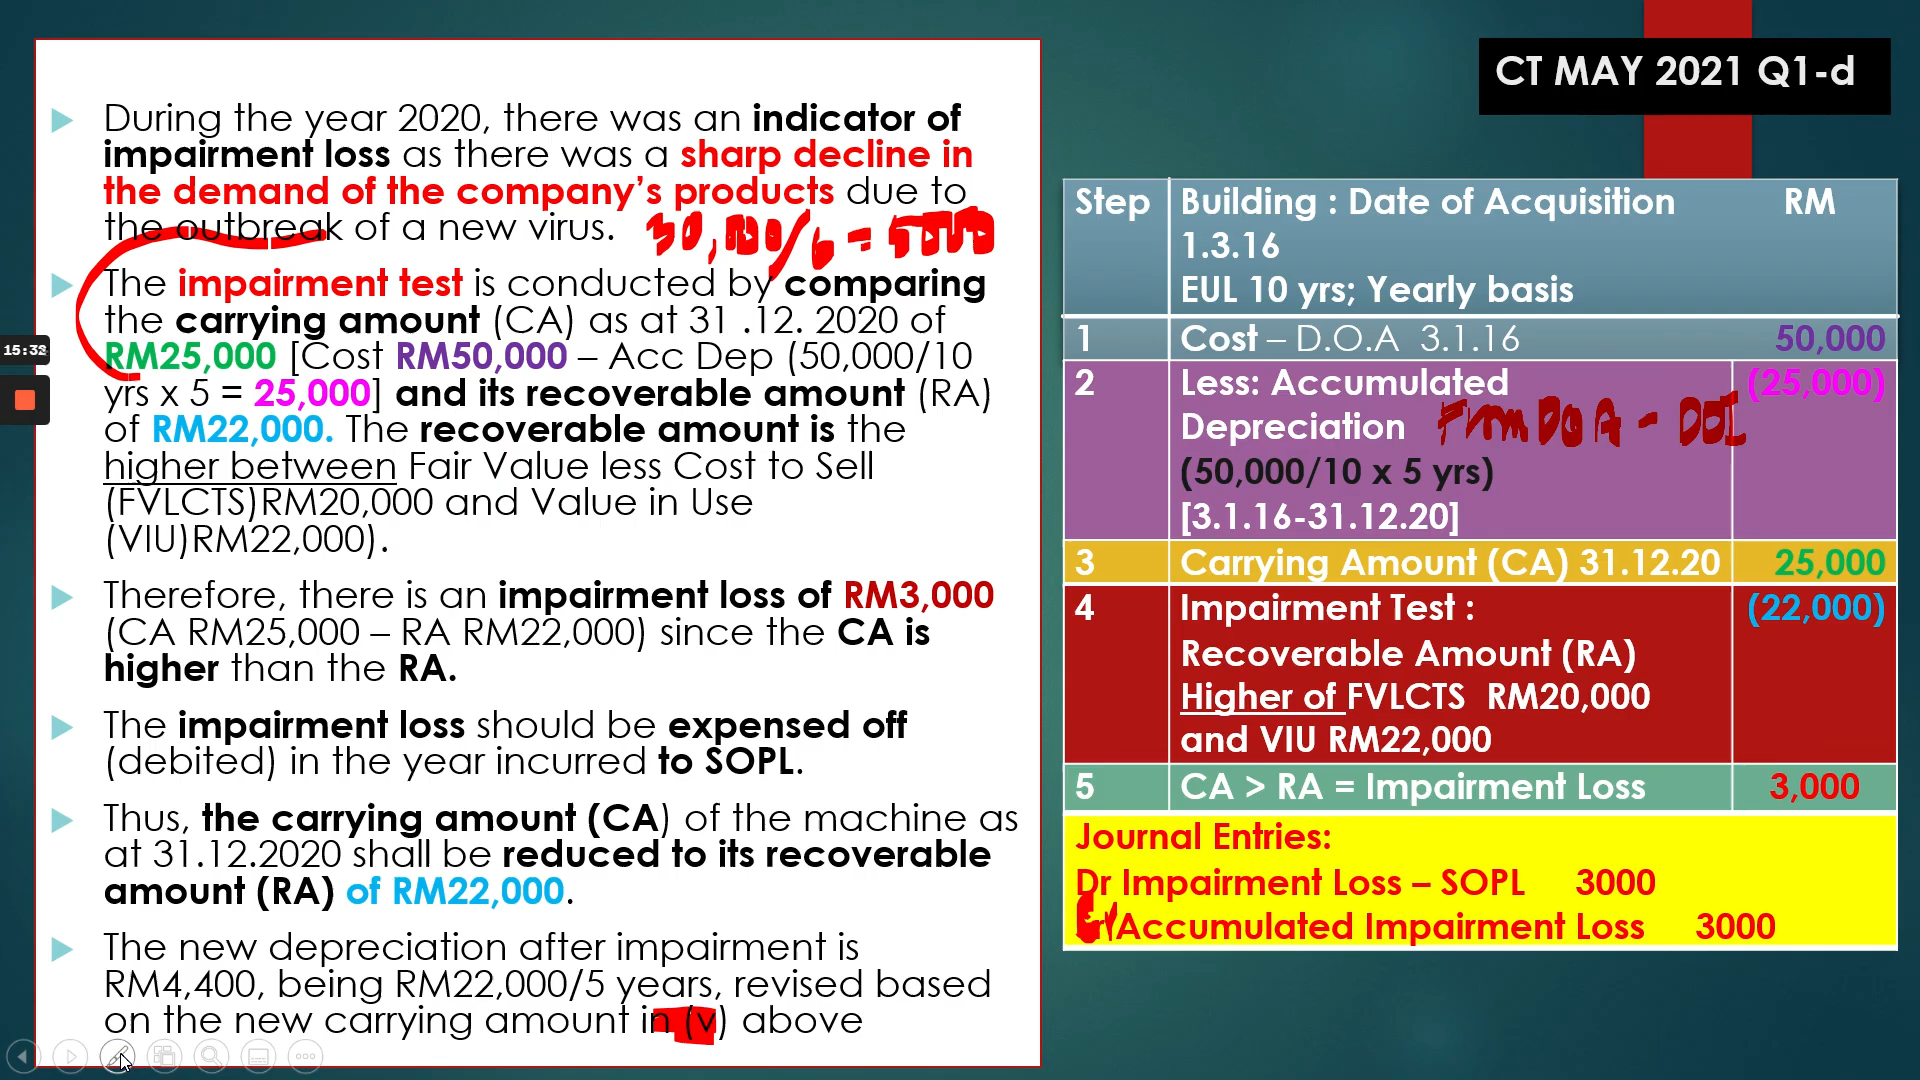 CT MAY 2021 Q1-d
During the year 2020, there was an indicator of
impairment loss as there was a sharp decline in
the demand of the company's products due to
the outbreak of a new virus.
The impairment test is conducted by comparing
the carrying amount (CA) as at 31 .12. 2020 of
RM25,000 [Cost RM50,000 – Acc Dep (50,000/10
yrs x 5 = 25,000] and its recoverable amount (RA)
of RM22,000. The recoverable amount is the
higher between Fair Value less Cost to Sell
(FVLCTS)RM20,000 and Value in Use
(VIU)RM22,000).
Therefore, there is an impairment loss of RM3,000
(CA RM25,000 – RA RM22,000) since the CA is
higher than the RA.
The impairment loss should be expensed off
(debited) in the year incurred to SOPL.
Thus, the carrying amount (CA) of the machine as
at 31.12.2020 shall be reduced to its recoverable
amount (RA) of RM22,000.
The new depreciation after impairment is
RM4,400, being RM22,000/5 years, revised based
on the new carrying amount in (v) above
15:32
Step Building : Date of Acquisition RM
1.3.16
EUL 10 yrs; Yearly basis
1 Cost – D.O.A 3.1.16 50,000
2 Less: Accumulated (25,000)
Depreciation From DOA - DOI
(50,000/10 x 5 yrs)
[3.1.16-31.12.20]
3 Carrying Amount (CA) 31.12.20 25,000
4 Impairment Test : (22,000)
Recoverable Amount (RA)
Higher of FVLCTS RM20,000
and VIU RM22,000
5 CA > RA = Impairment Loss 3,000
Journal Entries:
Dr Impairment Loss – SOPL 3000
Accumulated Impairment Loss 3000